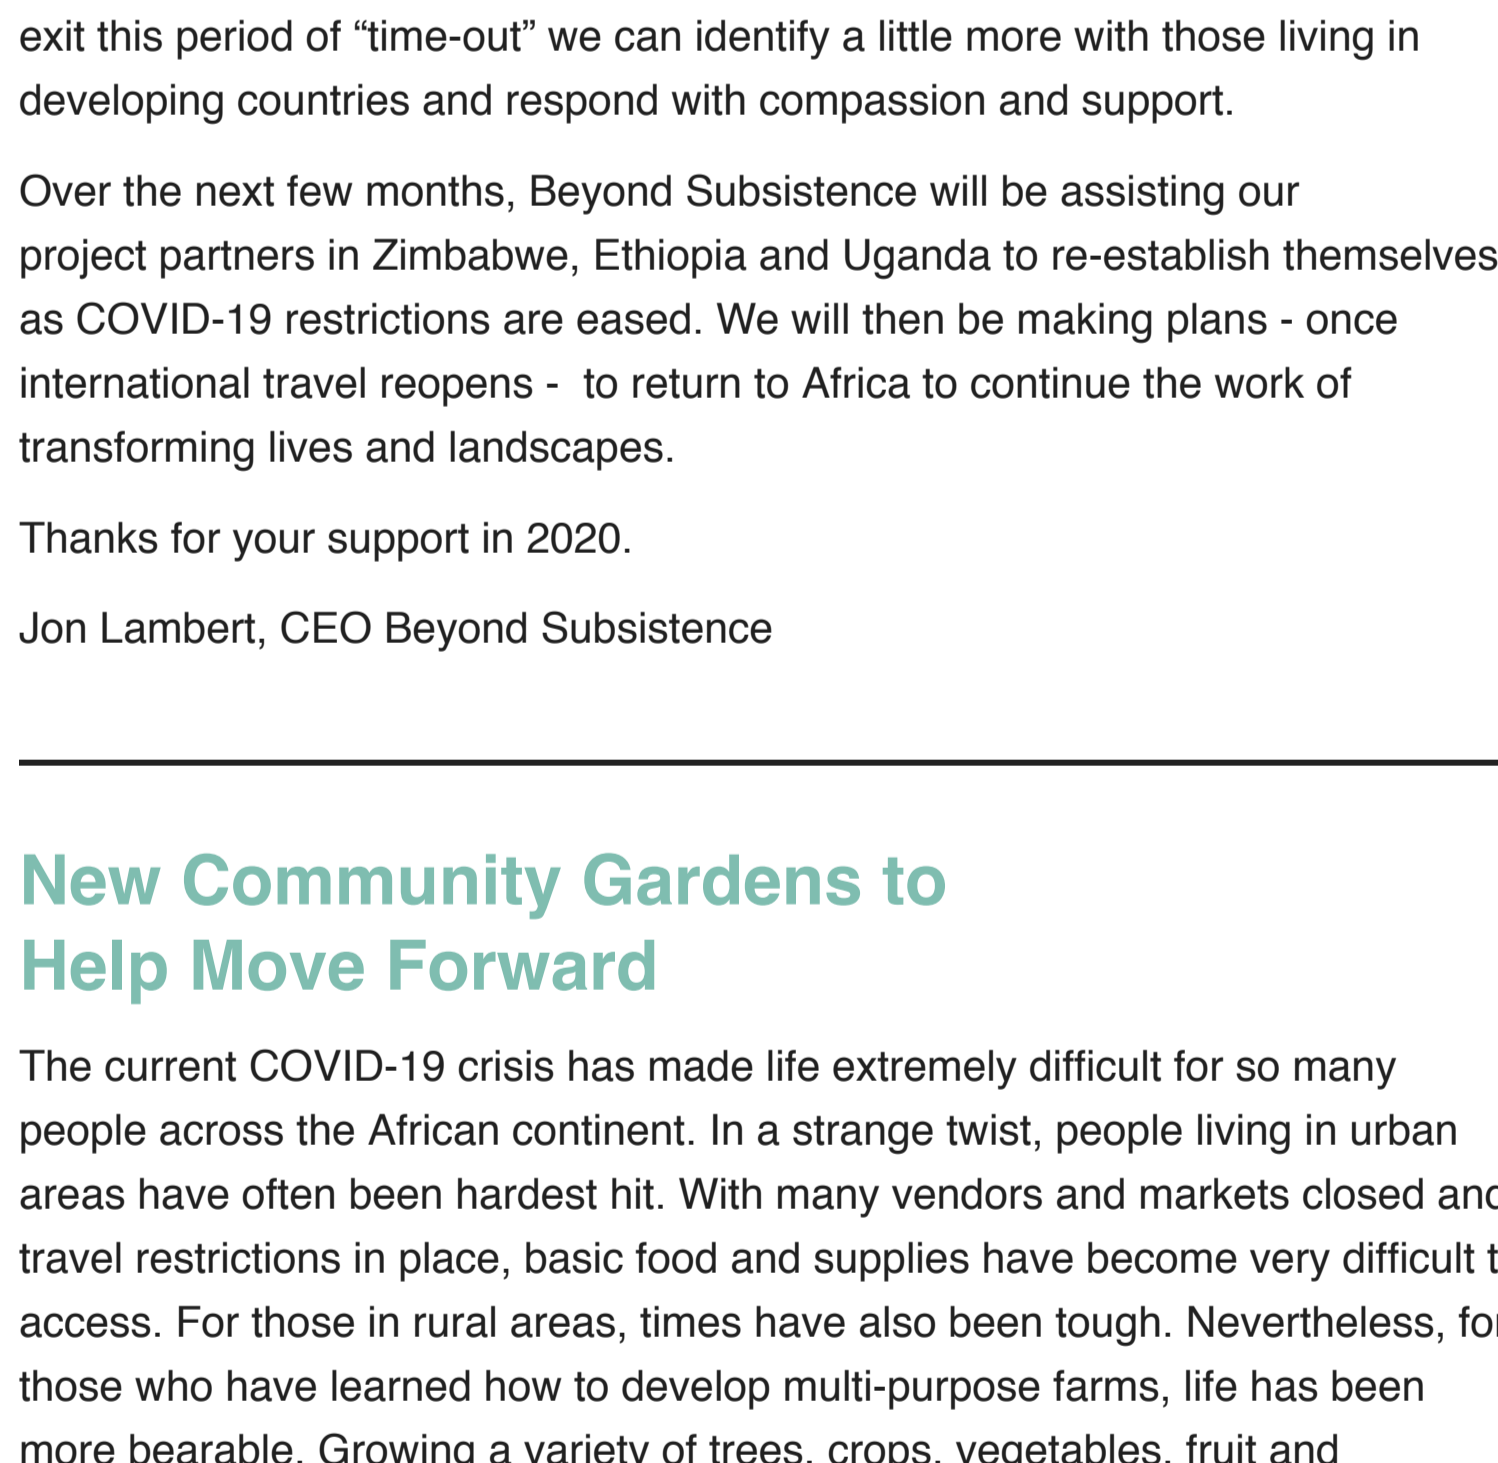 exit this period of “time-out” we can identify a little more with those living in
developing countries and respond with compassion and support.
Over the next few months, Beyond Subsistence will be assisting our
project partners in Zimbabwe, Ethiopia and Uganda to re-establish themselves
as COVID-19 restrictions are eased. We will then be making plans - once
international travel reopens -  to return to Africa to continue the work of
transforming lives and landscapes.
Thanks for your support in 2020.
Jon Lambert, CEO Beyond Subsistence
New Community Gardens to
Help Move Forward
The current COVID-19 crisis has made life extremely difficult for so many
people across the African continent. In a strange twist, people living in urban
areas have often been hardest hit. With many vendors and markets closed and
travel restrictions in place, basic food and supplies have become very difficult t
access. For those in rural areas, times have also been tough. Nevertheless, for
those who have learned how to develop multi-purpose farms, life has been
more bearable. Growing a variety of trees, crops, vegetables, fruit and